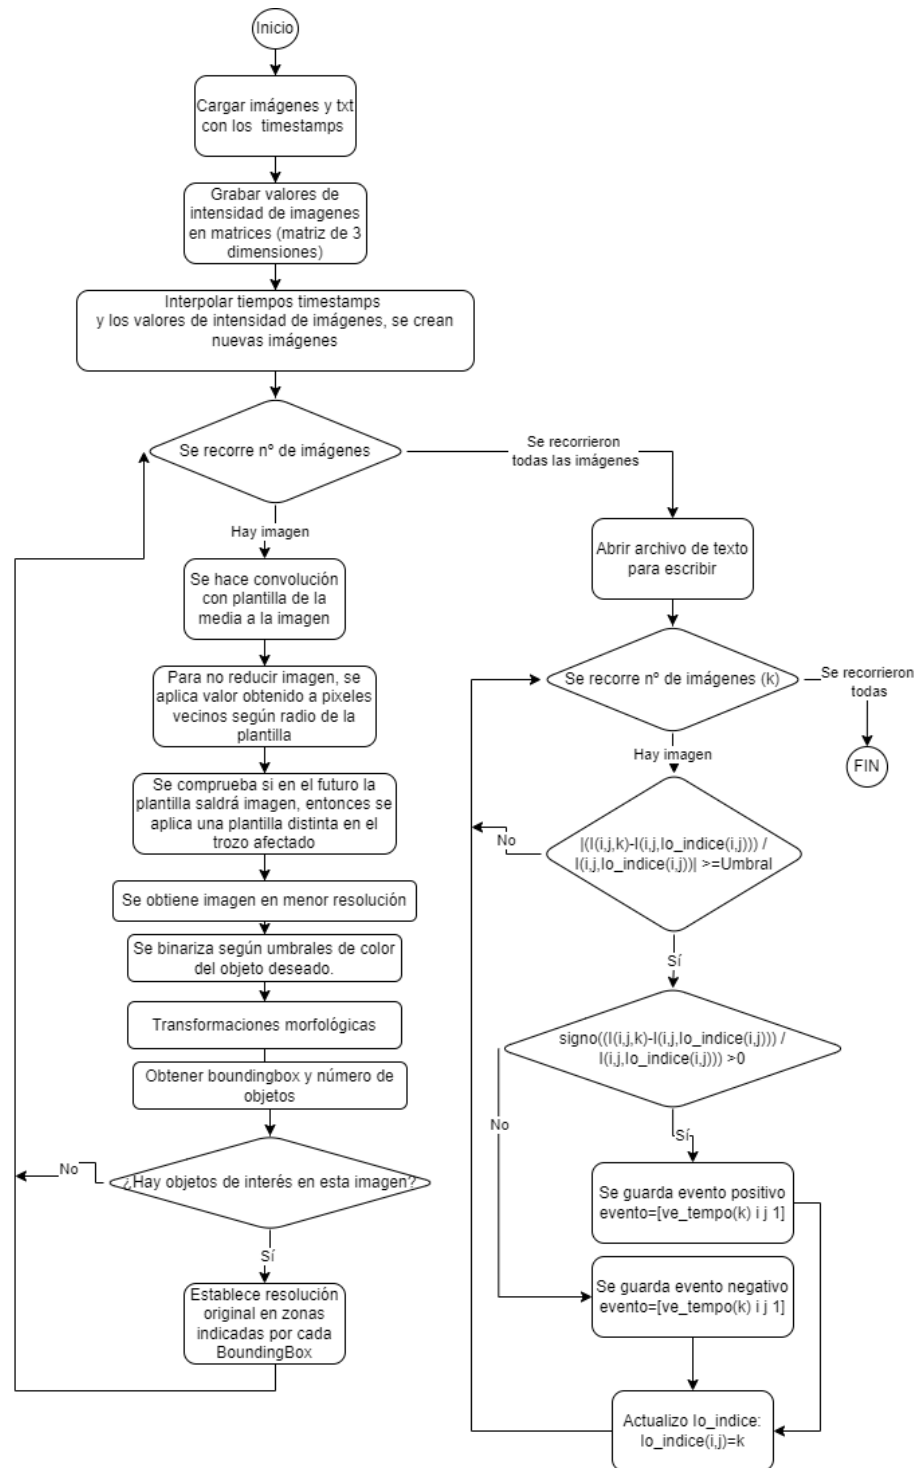 Inicio
Cargar imágenes y txt
con los timestamps
Grabar valores de
intensidad de imagenes
en matrices (matriz de 3
dimensiones)
Interpolar tiempos timestamps
y los valores de intensidad de imágenes, se crean
nuevas imágenes
Se recorre nº de imágenes
Hay imagen
Se hace convolución
con plantilla de la
media a la imagen
Para no reducir imagen, se
aplica valor obtenido a pixeles
vecinos según radio de la
plantilla
Se comprueba si en el futuro la
plantilla saldrá imagen, entonces se
aplica una plantilla distinta en el
trozo afectado
Se obtiene imagen en menor resolución
Se binariza según umbrales de color
del objeto deseado.
Transformaciones morfológicas
Obtener boundingbox y número de
objetos
¿Hay objetos de interés en esta imagen?
No
Sí
Establece resolución
original en zonas
indicadas por cada
BoundingBox
Se recorrieron
todas las imágenes
Abrir archivo de texto
para escribir
Se recorre nº de imágenes (k)
Se recorrieron
todas
FIN
Hay imagen
|(I(i,j,k)-I(i,j,Io_indice(i,j))) /
I(i,j,Io_indice(i,j))| >=Umbral
No
Sí
signo((I(i,j,k)-I(i,j,Io_indice(i,j))) /
I(i,j,Io_indice(i,j))) >0
No
Sí
Se guarda evento positivo
evento=[ve_tempo(k) i j 1]
Se guarda evento negativo
evento=[ve_tempo(k) i j 1]
Actualizo Io_indice:
Io_indice(i,j)=k